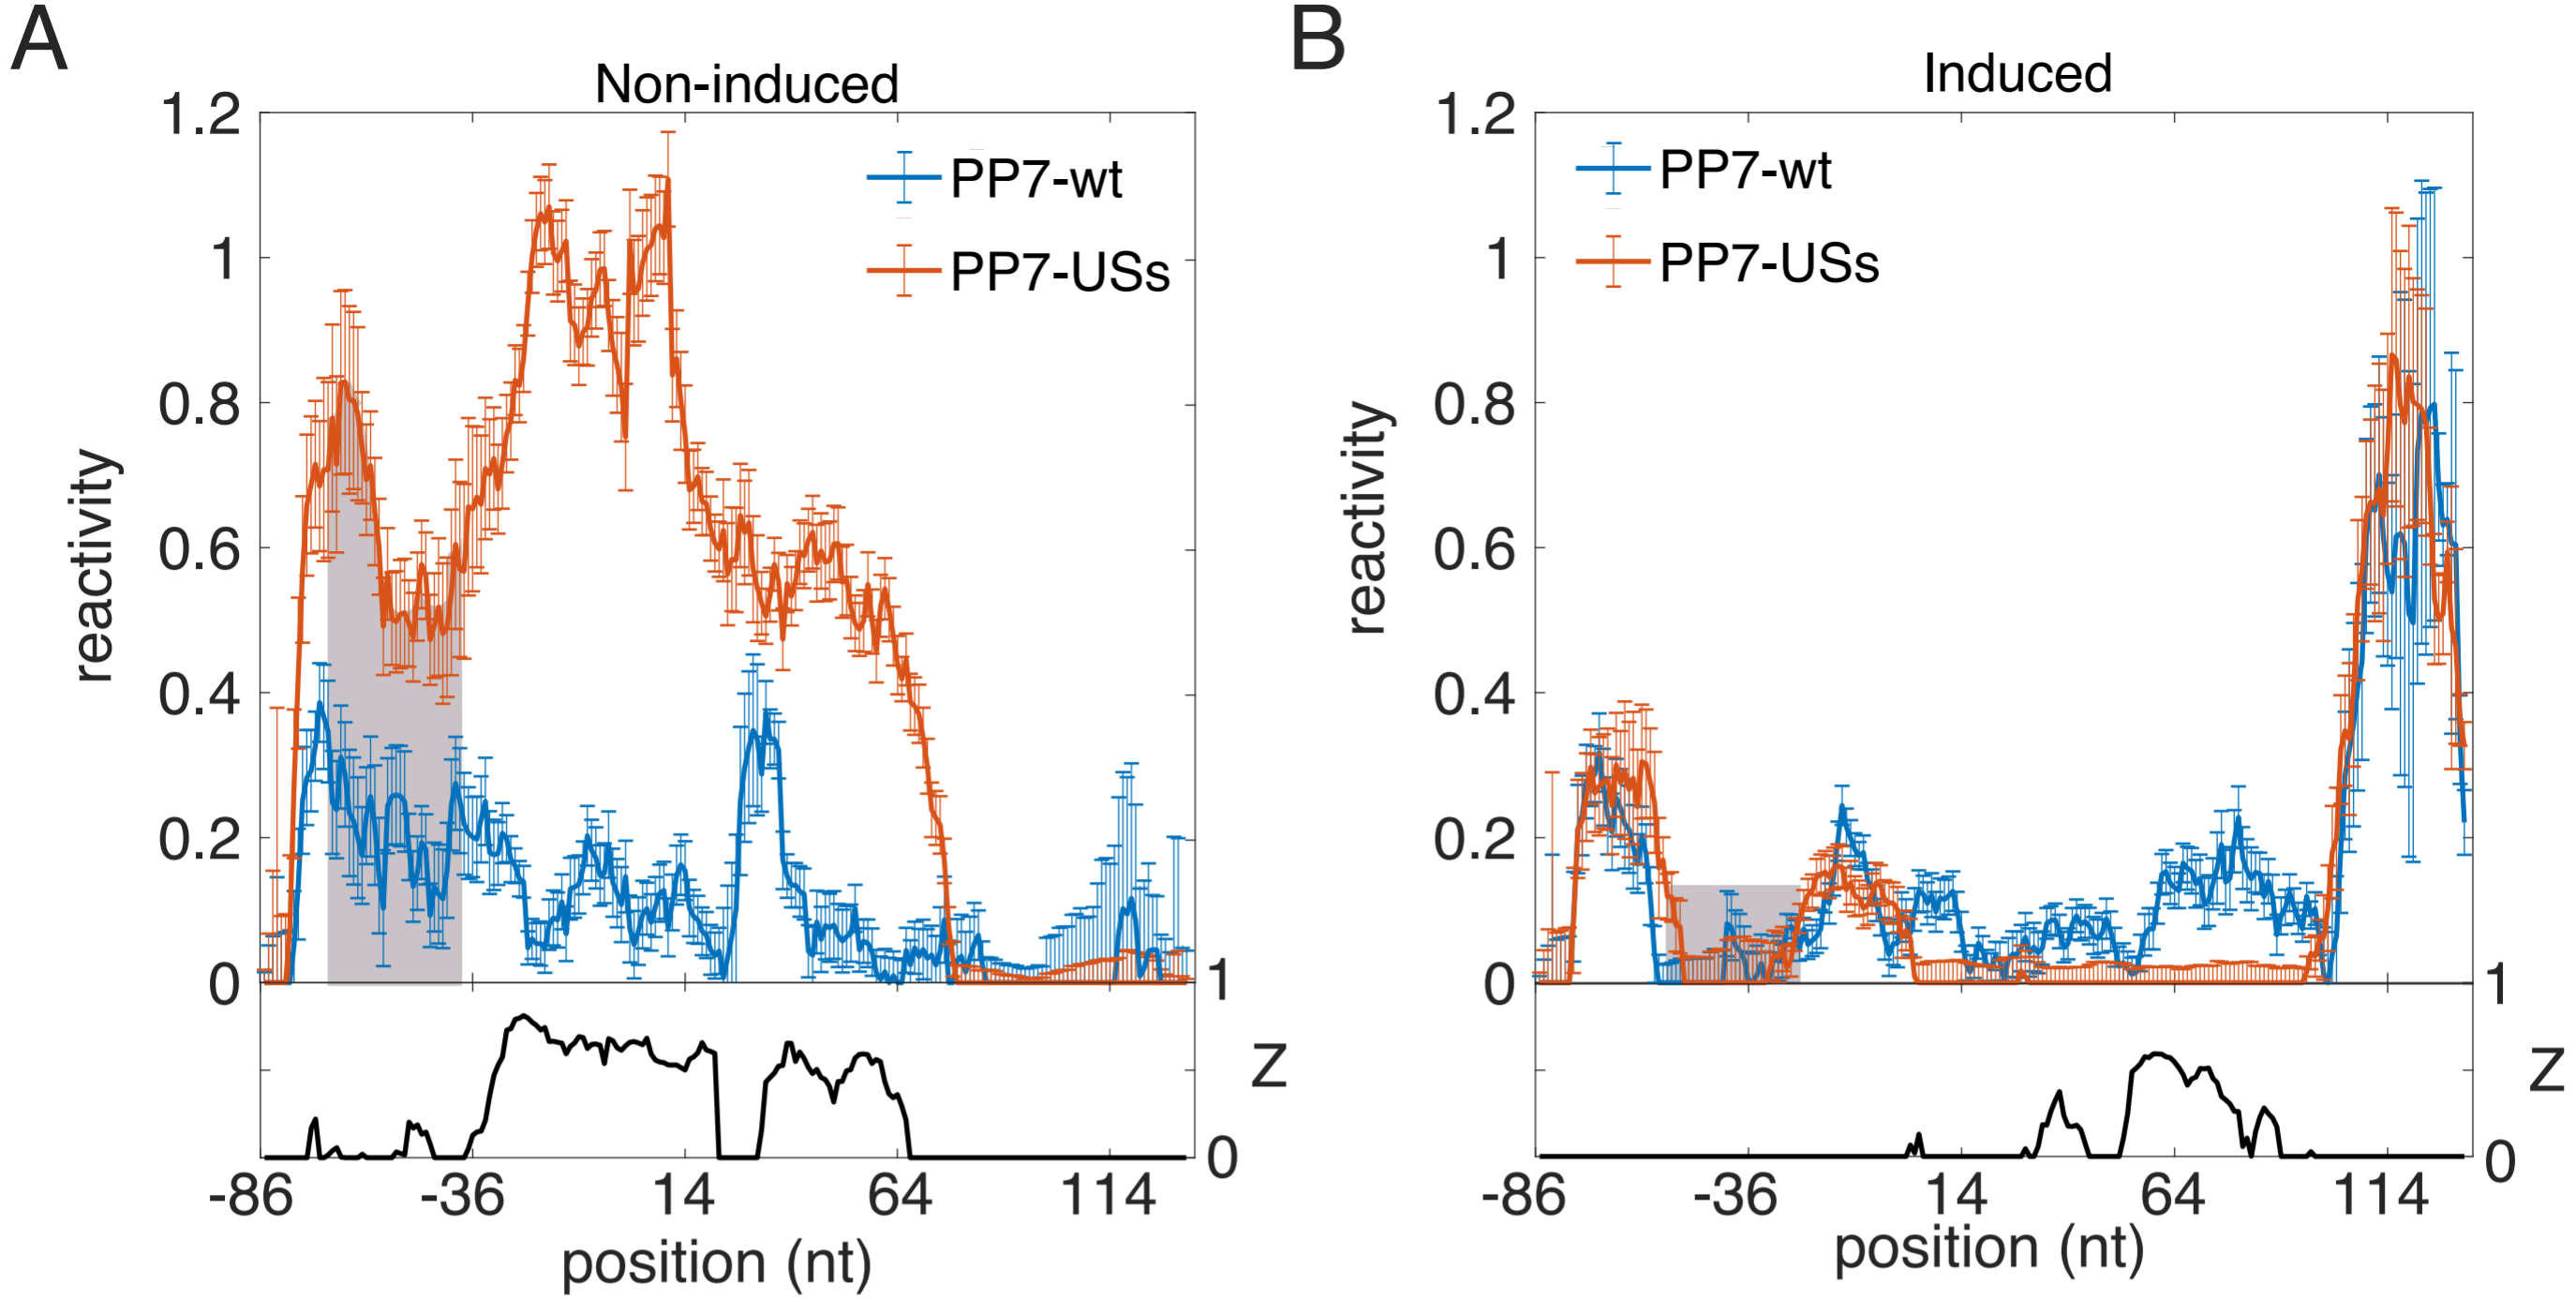 A
Non-induced
1.2
1
0.8
0.6
0.4
0.2
0
reactivity
PP7-wt
PP7-USs
1
Z
0
-86
-36
14
64
114
position (nt)
B
Induced
1.2
1
0.8
0.6
0.4
0.2
0
reactivity
PP7-wt
PP7-USs
1
Z
0
-86
-36
14
64
114
position (nt)